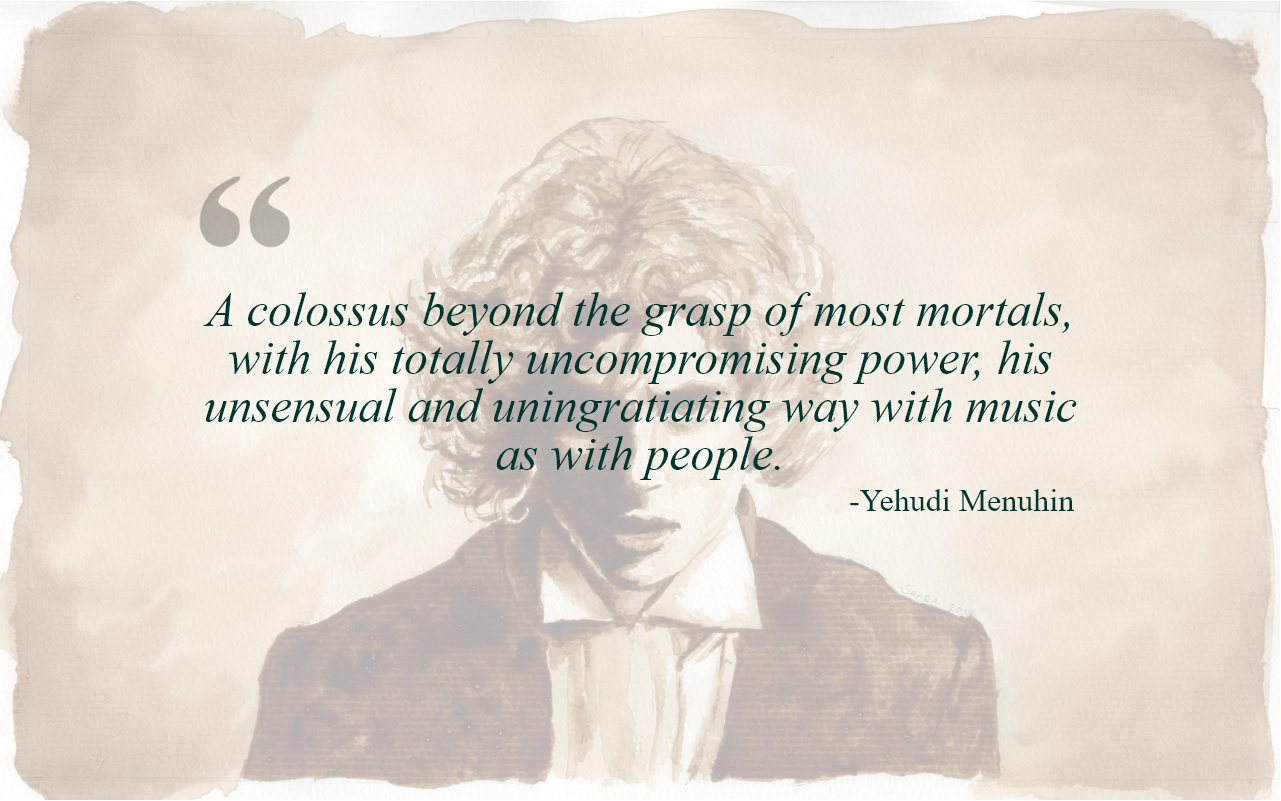 “
A colossus beyond the grasp of most mortals,
with his totally uncompromising power, his
unsensual and uningratiating way with music
as with people.
-Yehudi Menuhin